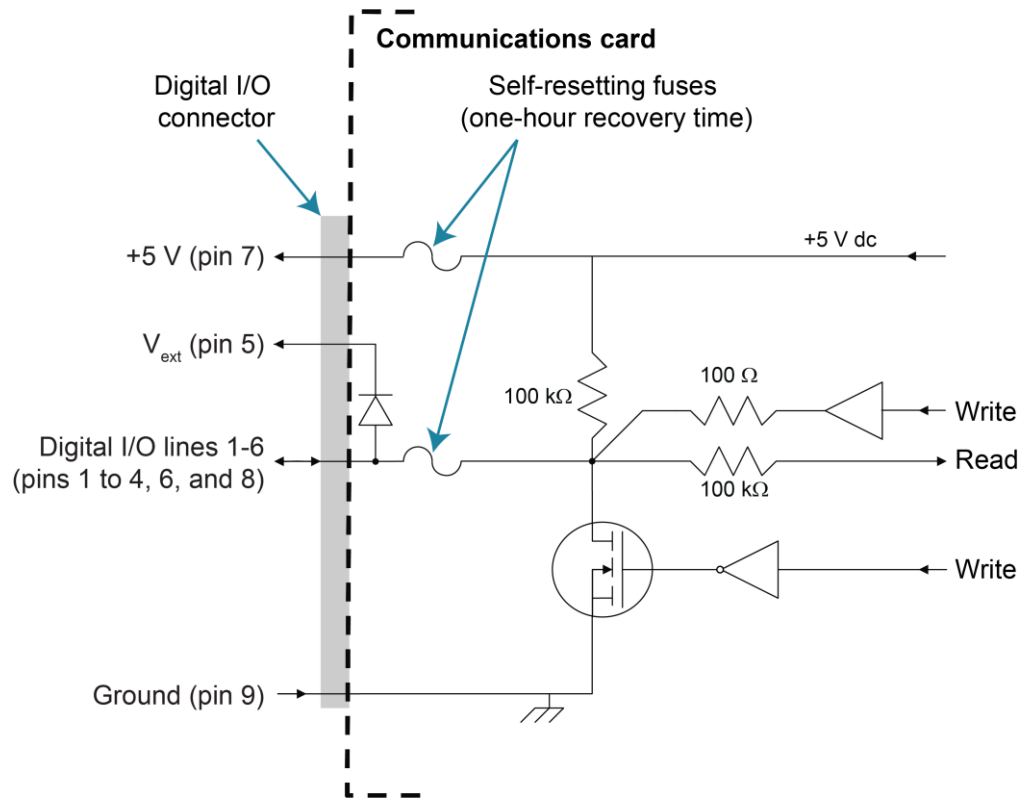 Communications card
Digital I/O
connector
Self-resetting fuses
(one-hour recovery time)
+5 V (pin 7)
+5 V dc
Vext (pin 5)
100 kΩ
100 Ω
Write
Digital I/O lines 1-6
(pins 1 to 4, 6, and 8)
Read
100 kΩ
Write
Ground (pin 9)